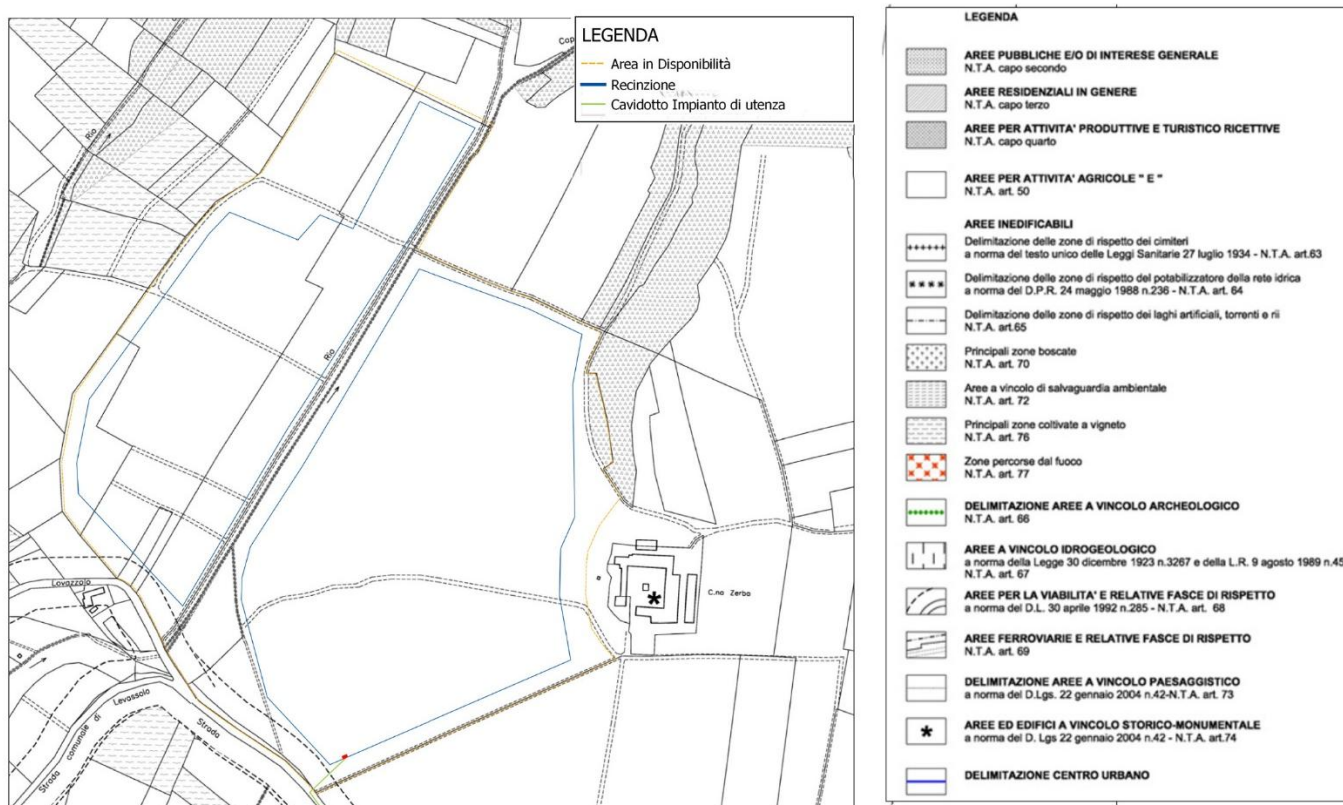 LEGENDA
Area in Disponibilità
Recinzione
Cavidotto Impianto di utenza
Rio
Rio
Lovazzolo
C.na Zerba
Strada comunale di Levassolo
Strada
LEGENDA
AREE PUBBLICHE E/O DI INTERESE GENERALE
N.T.A. capo secondo
AREE RESIDENZIALI IN GENERE
N.T.A. capo terzo
AREE PER ATTIVITA' PRODUTTIVE E TURISTICO RICETTIVE
N.T.A. capo quarto
AREE PER ATTIVITA' AGRICOLE " E "
N.T.A. art. 50
AREE INEDIFICABILI
Delimitazione delle zone di rispetto dei cimiteri
a norma del testo unico delle Leggi Sanitarie 27 luglio 1934 - N.T.A. art.63
Delimitazione delle zone di rispetto del potabilizzatore della rete idrica
a norma del D.P.R. 24 maggio 1988 n.236 - N.T.A. art. 64
Delimitazione delle zone di rispetto dei laghi artificiali, torrenti e rii
N.T.A. art.65
Principali zone boscate
N.T.A. art. 70
Aree a vincolo di salvaguardia ambientale
N.T.A. art. 72
Principali zone coltivate a vigneto
N.T.A. art. 76
Zone percorse dal fuoco
N.T.A. art. 77
DELIMITAZIONE AREE A VINCOLO ARCHEOLOGICO
N.T.A. art. 66
AREE A VINCOLO IDROGEOLOGICO
a norma della Legge 30 dicembre 1923 n.3267 e della L.R. 9 agosto 1989 n.45
N.T.A. art. 67
AREE PER LA VIABILITA' E RELATIVE FASCE DI RISPETTO
a norma del D.L. 30 aprile 1992 n.285 - N.T.A. art. 68
AREE FERROVIARIE E RELATIVE FASCE DI RISPETTO
N.T.A. art. 69
DELIMITAZIONE AREE A VINCOLO PAESAGGISTICO
a norma del D.Lgs. 22 gennaio 2004 n.42-N.T.A. art. 73
AREE ED EDIFICI A VINCOLO STORICO-MONUMENTALE
a norma del D. Lgs 22 gennaio 2004 n.42 - N.T.A. art.74
DELIMITAZIONE CENTRO URBANO